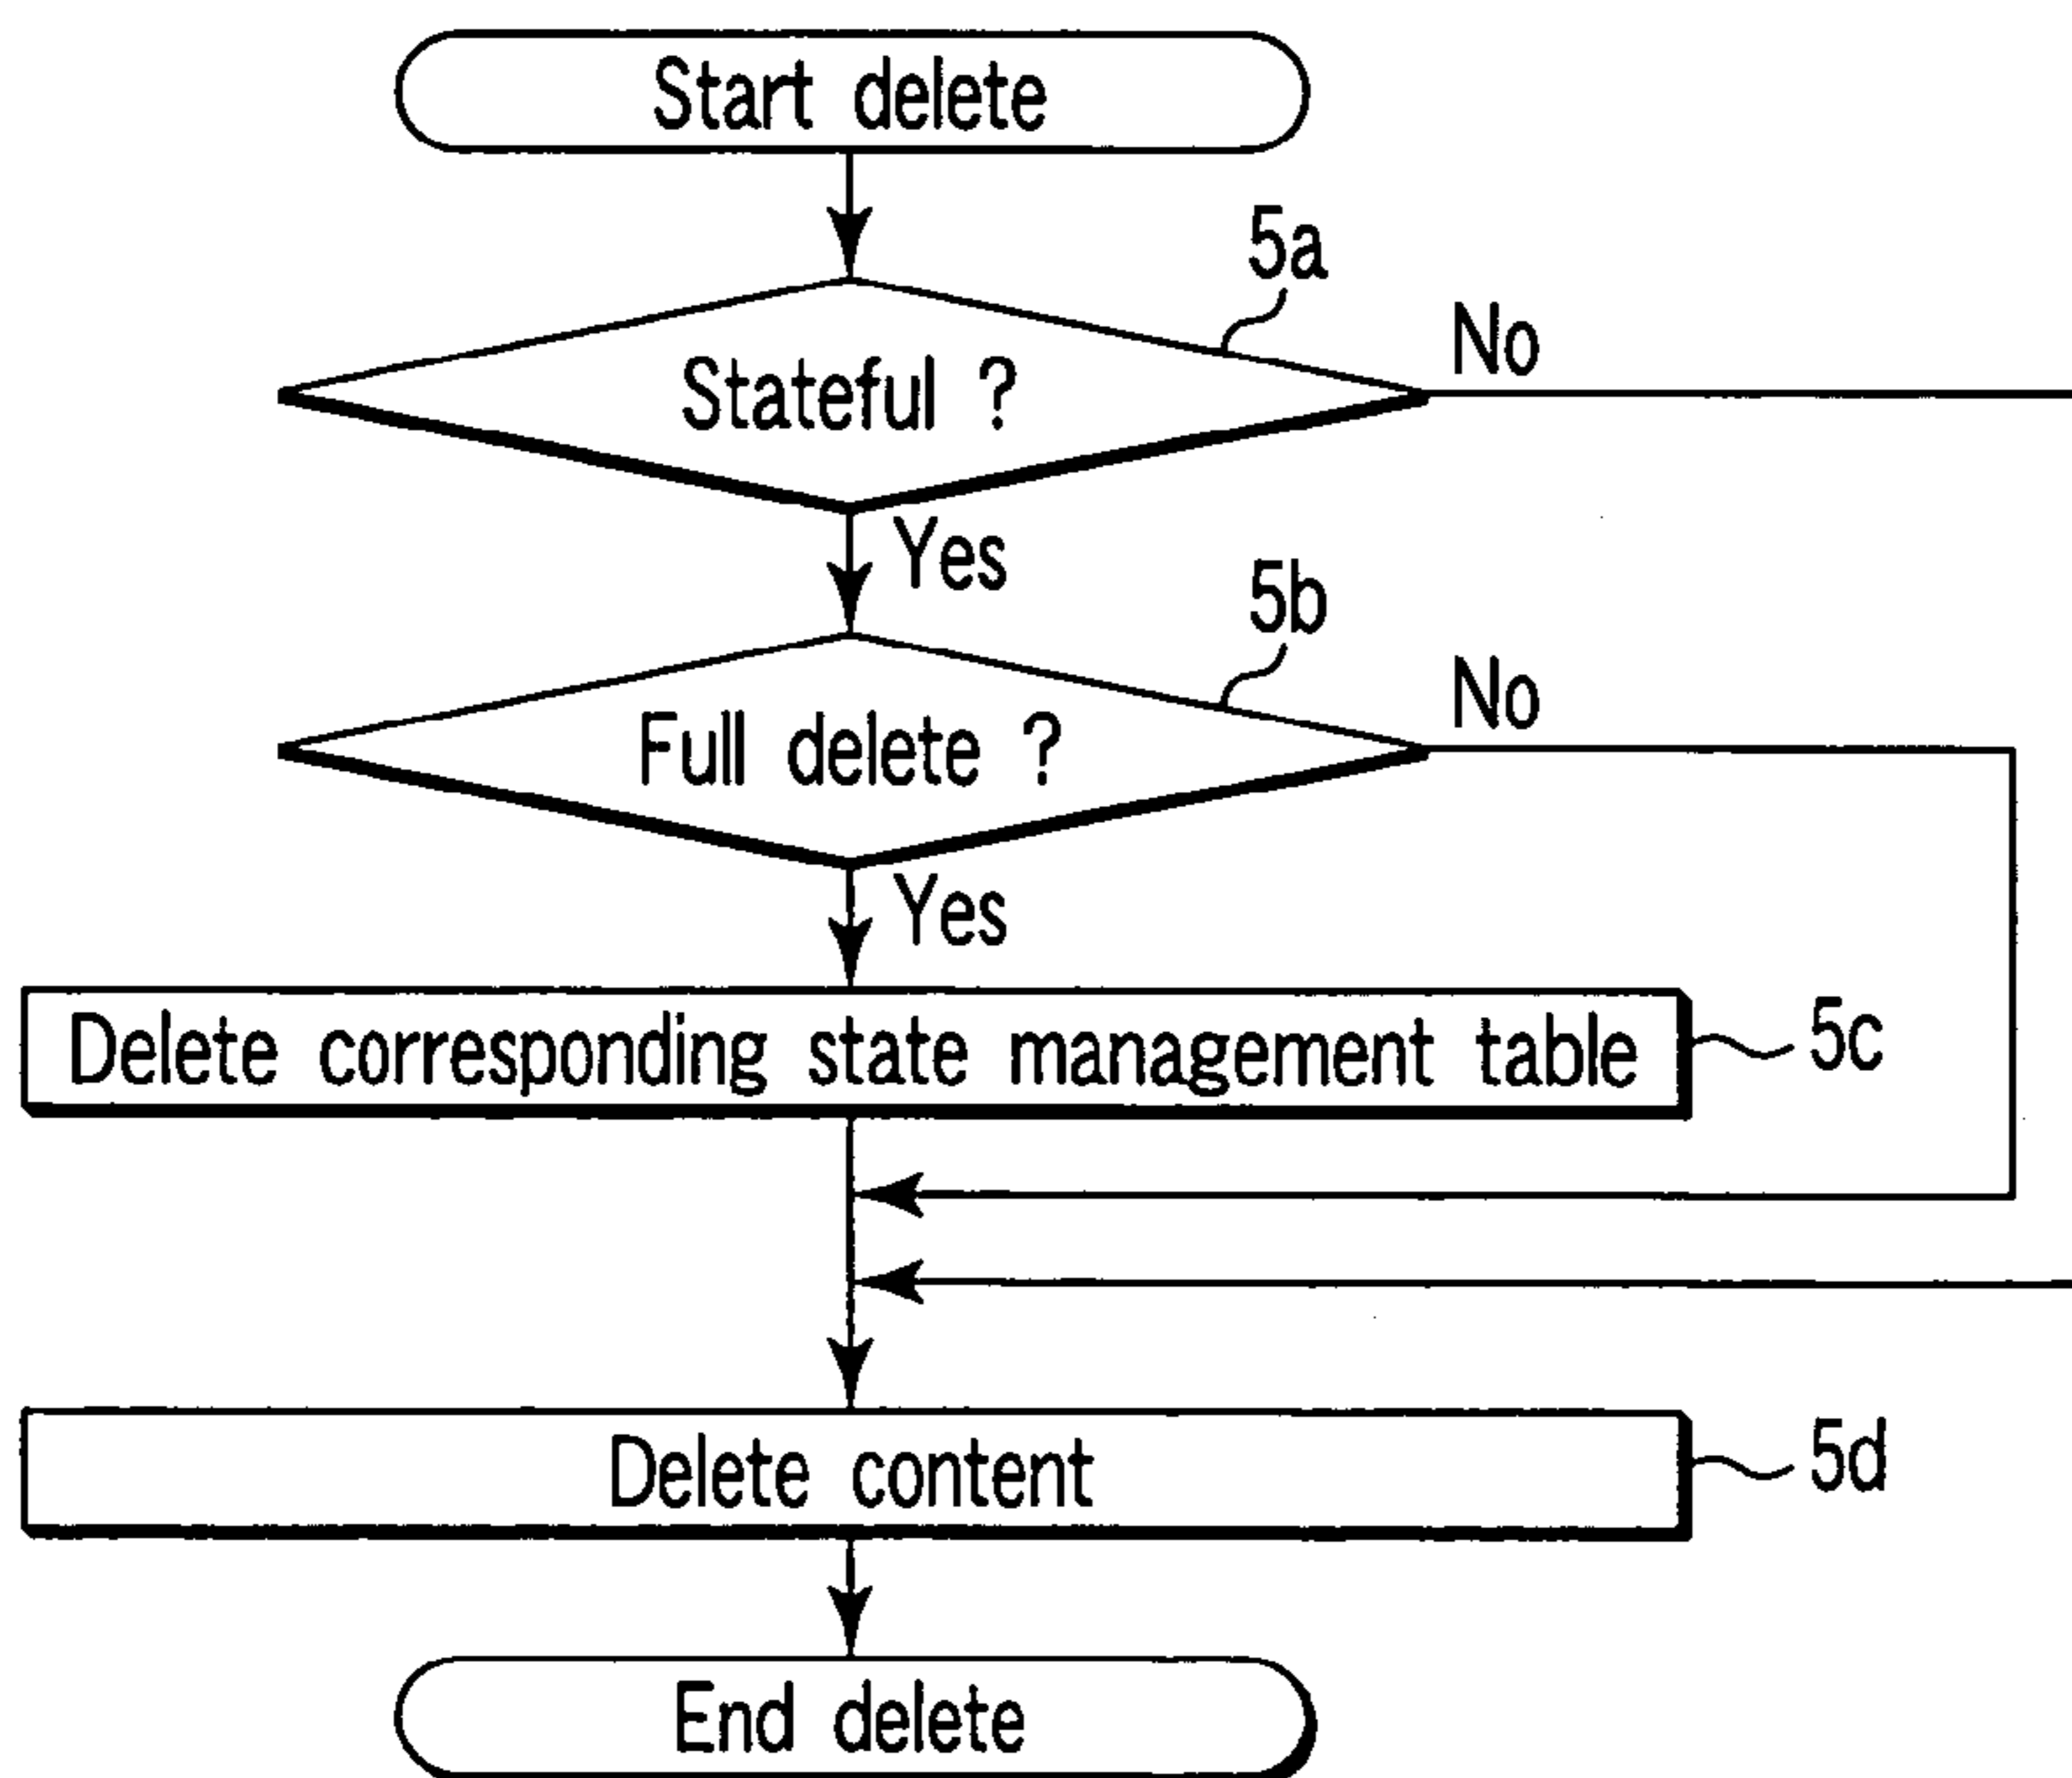 Start delete
5a
No
Stateful ?
Yes
5b
No
Full delete ?
Yes
Delete corresponding state management table
5c
Delete content
5d
End delete